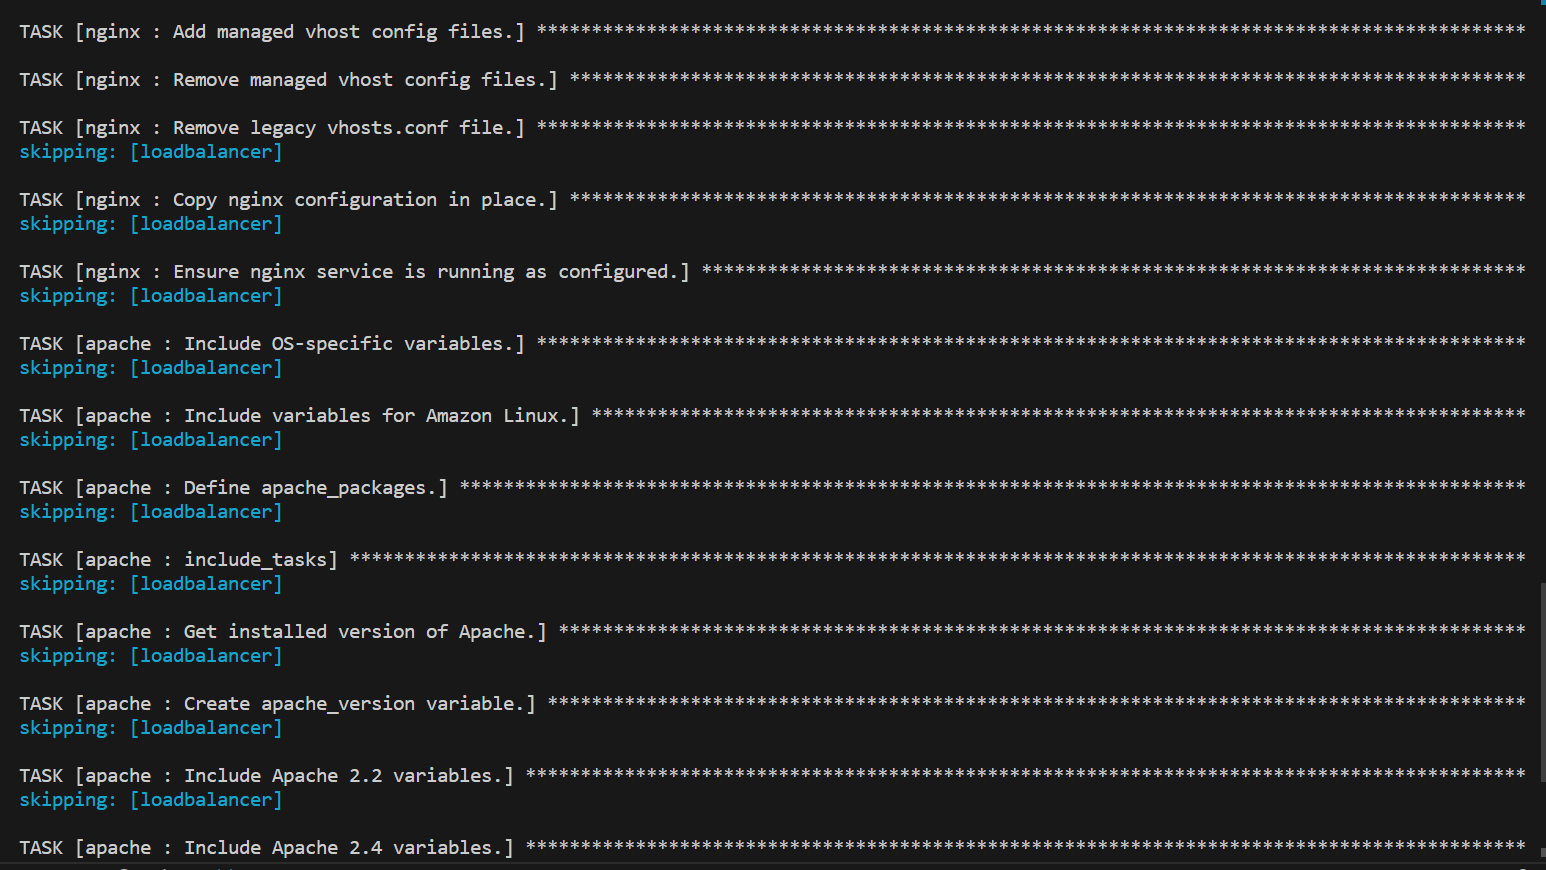 TASK [nginx : Add managed vhost config files.] ******************************************************************************************
TASK [nginx : Remove managed vhost config files.] ***************************************************************************************
TASK [nginx : Remove legacy vhosts.conf file.] ******************************************************************************************
skipping: [loadbalancer]
TASK [nginx : Copy nginx configuration in place.] ***************************************************************************************
skipping: [loadbalancer]
TASK [nginx : Ensure nginx service is running as configured.] ***************************************************************************
skipping: [loadbalancer]
TASK [apache : Include OS-specific variables.] ******************************************************************************************
skipping: [loadbalancer]
TASK [apache : Include variables for Amazon Linux.] *************************************************************************************
skipping: [loadbalancer]
TASK [apache : Define apache_packages.] *************************************************************************************************
skipping: [loadbalancer]
TASK [apache : include_tasks] ***********************************************************************************************************
skipping: [loadbalancer]
TASK [apache : Get installed version of Apache.] ****************************************************************************************
skipping: [loadbalancer]
TASK [apache : Create apache_version variable.] *****************************************************************************************
skipping: [loadbalancer]
TASK [apache : Include Apache 2.2 variables.] *******************************************************************************************
skipping: [loadbalancer]
TASK [apache : Include Apache 2.4 variables.] *******************************************************************************************